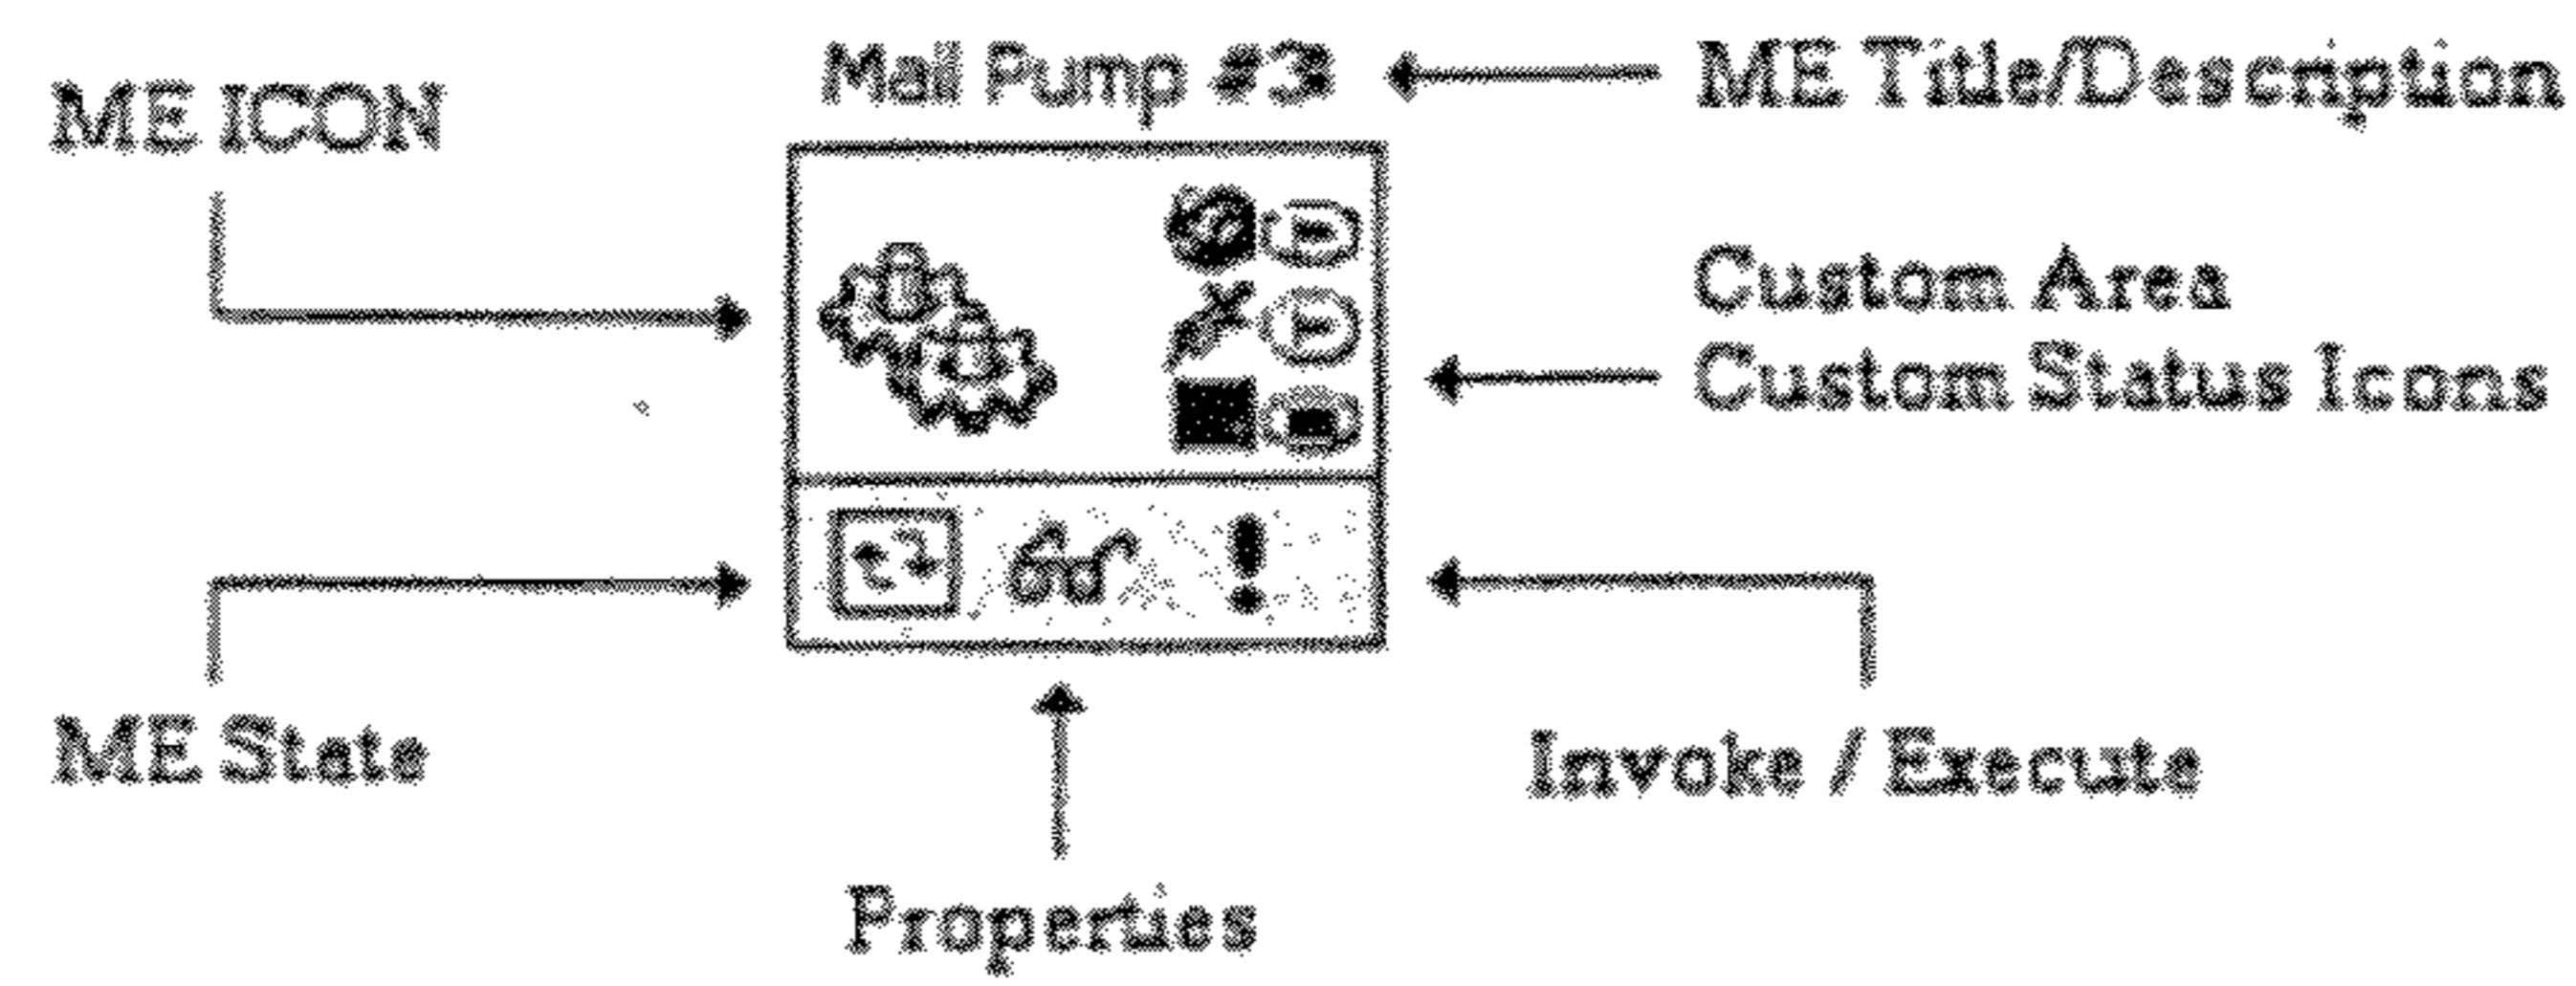 Mail Pump #3
ME Title/Description
ME ICON
Custom Area
Custom Status Icons
ME State
Invoke / Execute
Properties